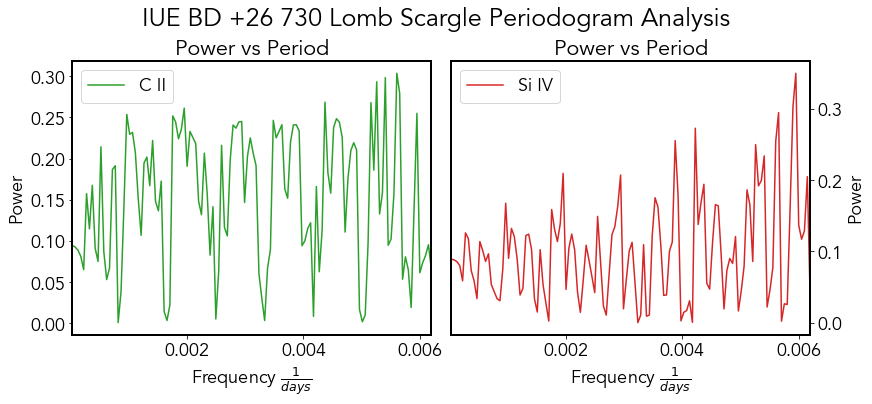 IUE BD +26 730 Lomb Scargle Periodogram Analysis
Power vs Period
C II
0.30
0.25
0.20
0.15
0.10
0.05
0.00
Power
0.002
0.004
0.006
Frequency 1/days
Power vs Period
Si IV
0.3
0.2
0.1
0.0
Power
0.002
0.004
0.006
Frequency 1/days